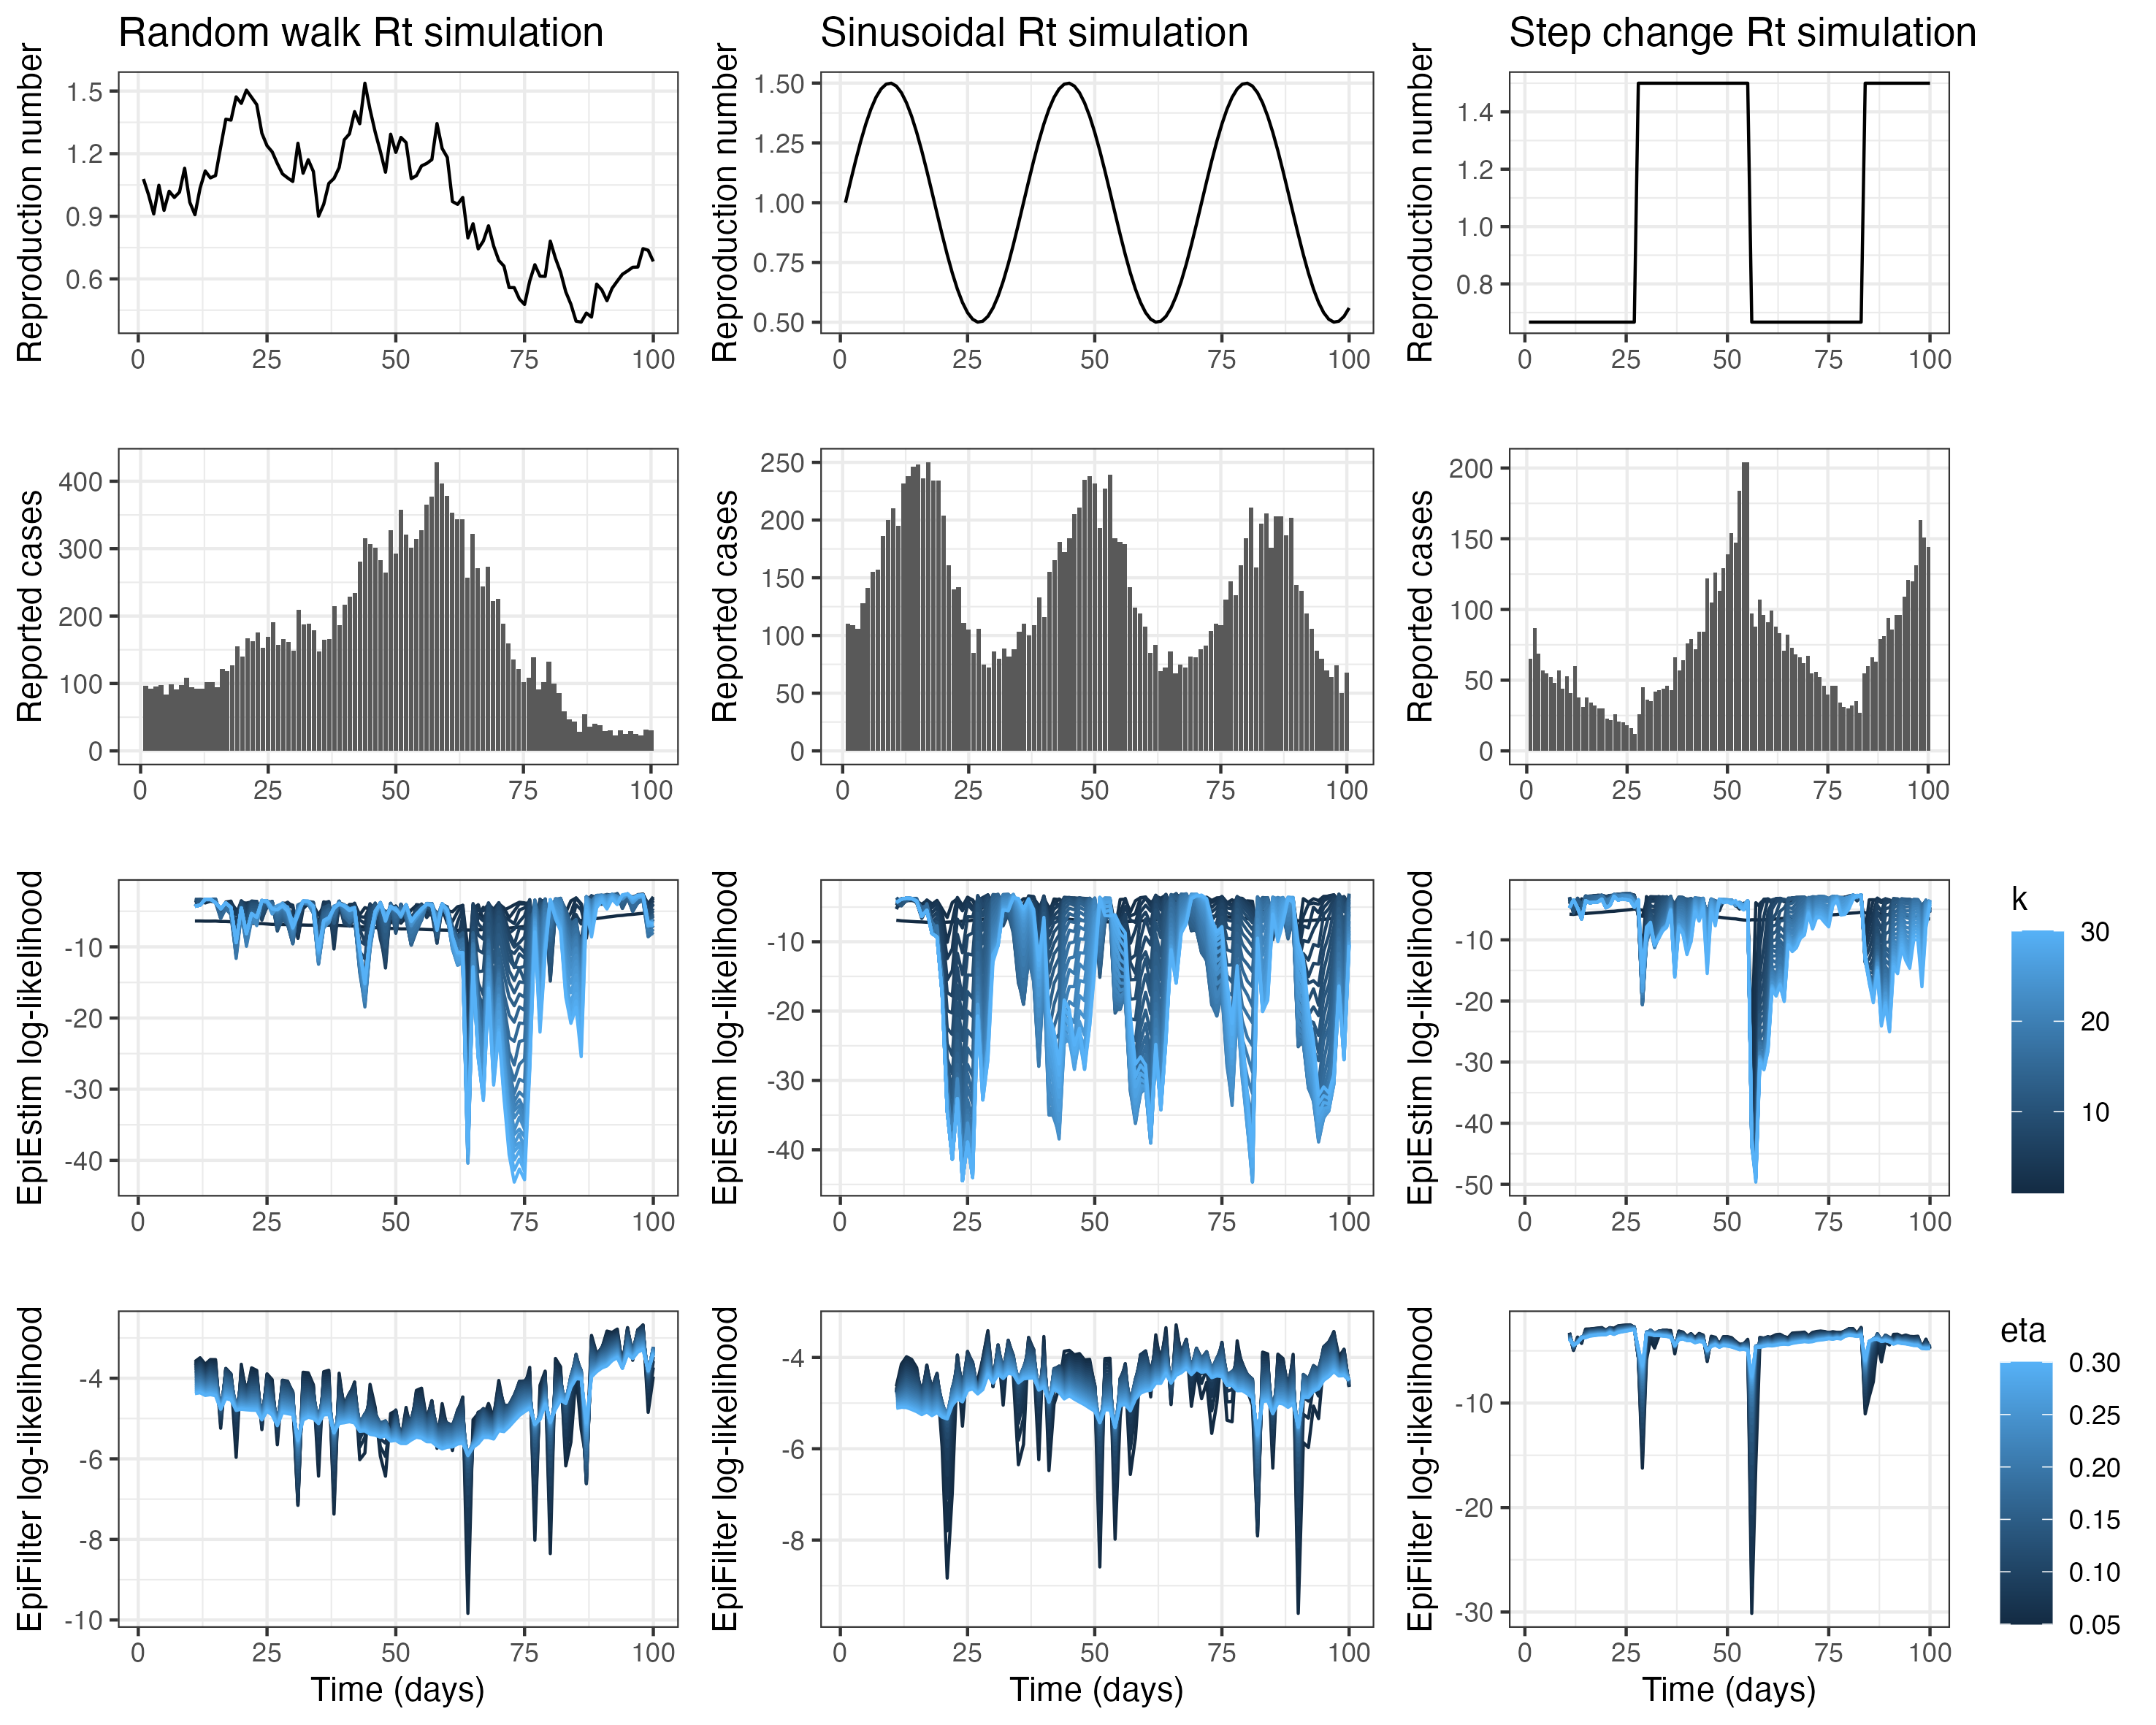 Random walk Rt simulation
Sinusoidal Rt simulation
Step change Rt simulation
Reproduction number
1.5
1.2
0.9
0.6
0 25 50 75 100
Reproduction number
1.50
1.25
1.00
0.75
0.50
0 25 50 75 100
Reproduction number
1.4
1.2
1.0
0.8
0 25 50 75 100
Reported cases
400
300
200
100
0
0 25 50 75 100
Reported cases
250
200
150
100
50
0
0 25 50 75 100
Reported cases
200
150
100
50
0
0 25 50 75 100
EpiEstim log-likelihood
-10
-20
-30
-40
0 25 50 75 100
EpiEstim log-likelihood
-10
-20
-30
-40
0 25 50 75 100
EpiEstim log-likelihood
-10
-20
-30
-40
-50
0 25 50 75 100
k
30
20
10
EpiFilter log-likelihood
-4
-6
-8
-10
0 25 50 75 100
Time (days)
EpiFilter log-likelihood
-4
-6
-8
0 25 50 75 100
Time (days)
EpiFilter log-likelihood
-10
-20
-30
0 25 50 75 100
Time (days)
eta
0.30
0.25
0.20
0.15
0.10
0.05